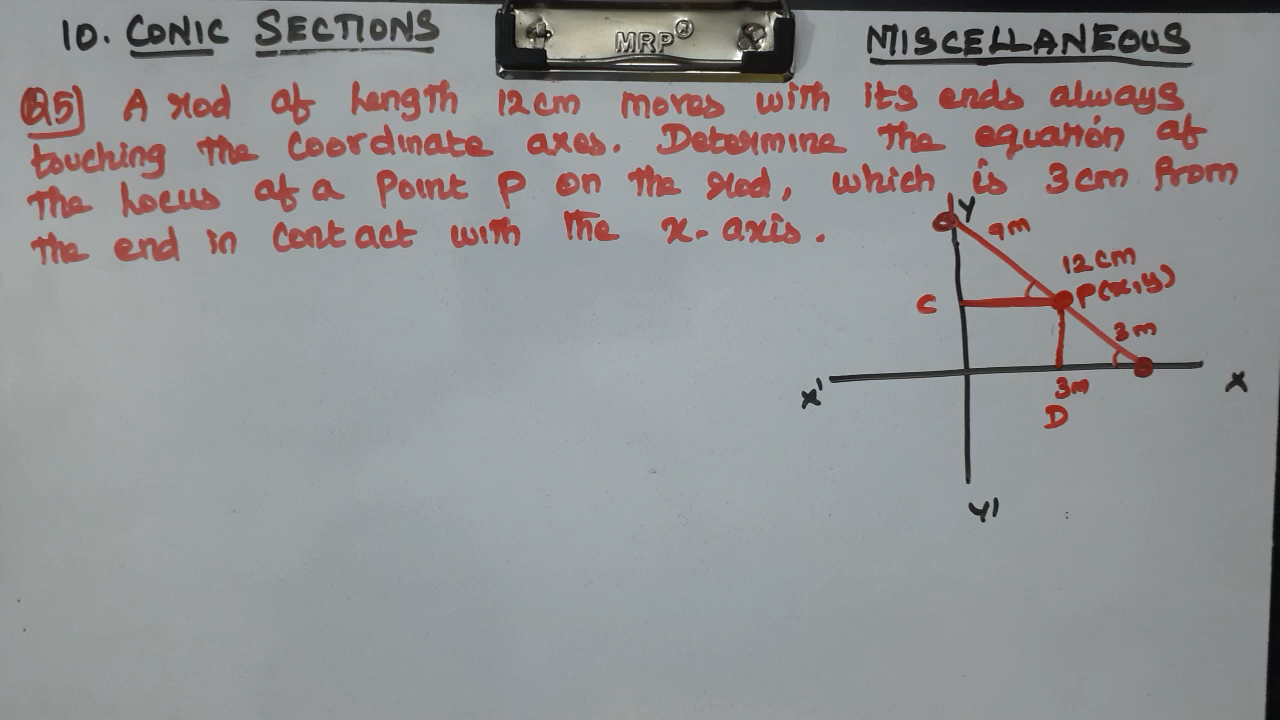 10. CONIC SECTIONS
MRP®
MISCELLANEOUS
Q5] A rod of length 12cm moves with its ends always
touching the coordinate axes. Determine the equation of
the locus of a point P on the rod, which is 3cm from
the end in contact with the x-axis.
Y
9m
12cm
P(x,y)
C
3m
X'
3m
X
D
Y'